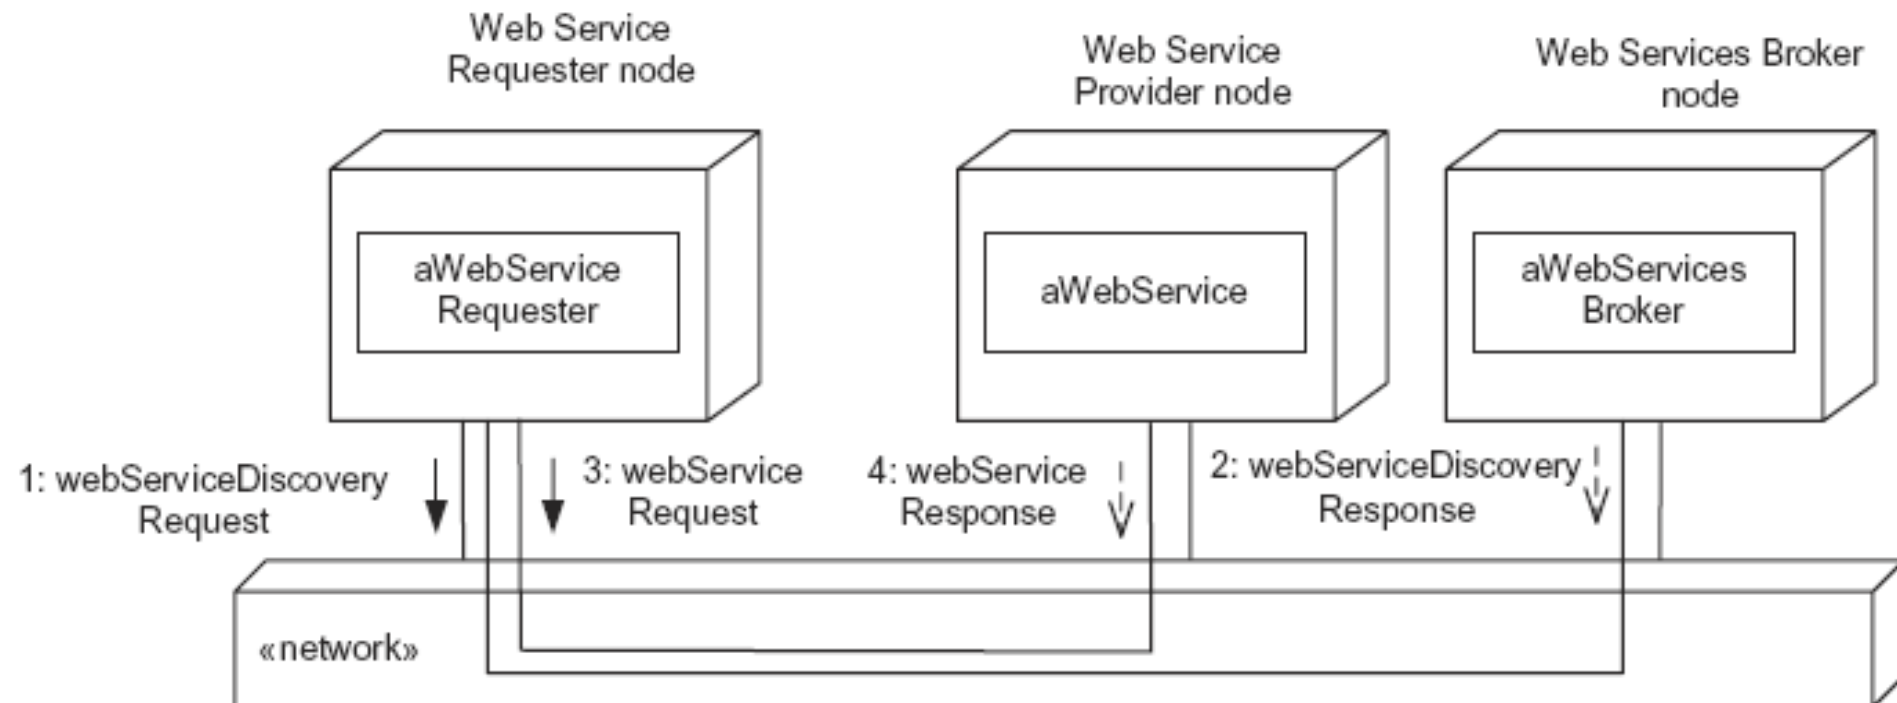 Web Service
Requester node
Web Service
Provider node
Web Services Broker
node
aWebService
Requester
aWebService
aWebServices
Broker
1: webServiceDiscovery
Request
3: webService
Request
4: webService
Response
2: webServiceDiscovery
Response
«network»